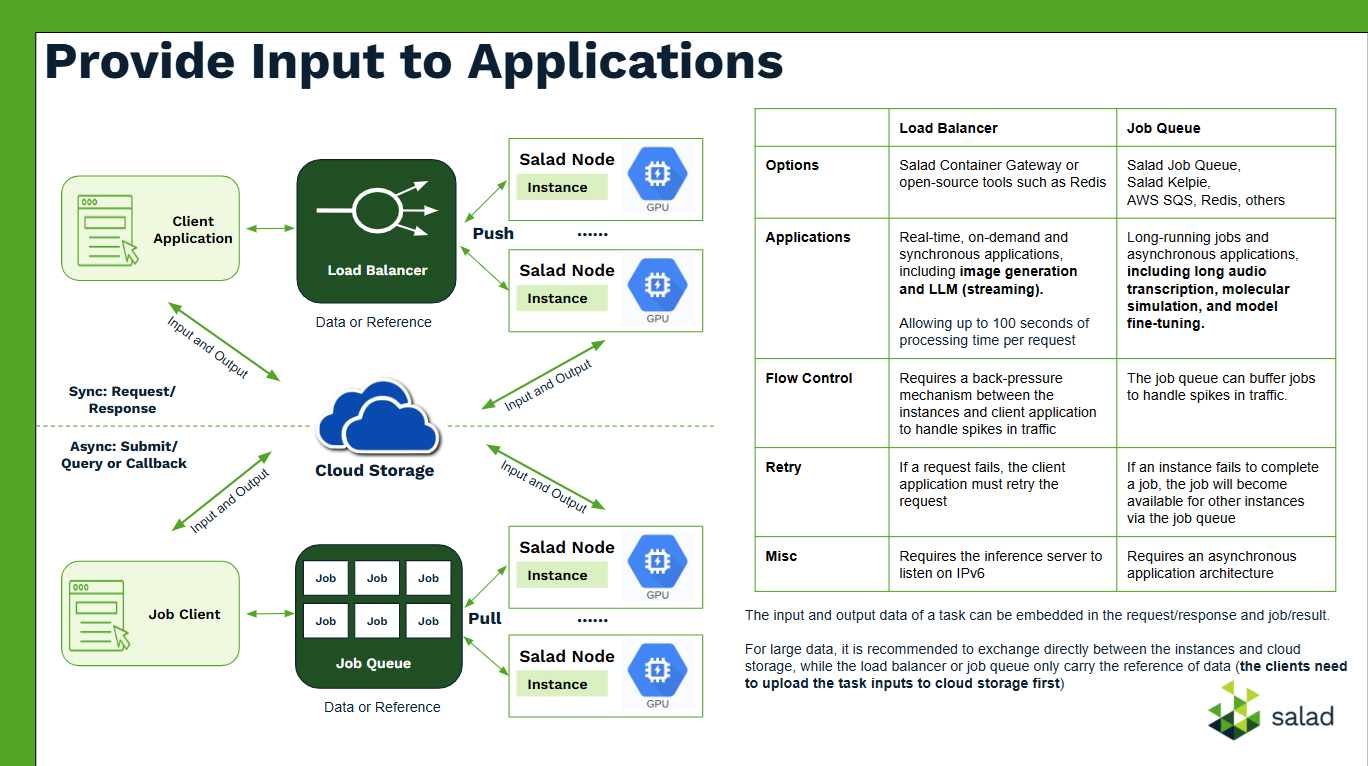 Provide Input to Applications
Client
Application
Load Balancer
Data or Reference
Push
Salad Node
Instance
GPU
......
Salad Node
Instance
GPU
Input and Output
Input and Output
Sync: Request/
Response
Async: Submit/
Query or Callback
Cloud Storage
Input and Output
Input and Output
Job Client
Job Job Job
Job Job Job
Job Queue
Data or Reference
Pull
Salad Node
Instance
GPU
......
Salad Node
Instance
GPU
Load Balancer Job Queue
Options
Salad Container Gateway or
open-source tools such as Redis
Salad Job Queue,
Salad Kelpie,
AWS SQS, Redis, others
Applications
Real-time, on-demand and
synchronous applications,
including image generation
and LLM (streaming).
Allowing up to 100 seconds of
processing time per request
Long-running jobs and
asynchronous applications,
including long audio
transcription, molecular
simulation, and model
fine-tuning.
Flow Control
Requires a back-pressure
mechanism between the
instances and client application
to handle spikes in traffic
The job queue can buffer jobs
to handle spikes in traffic.
Retry
If a request fails, the client
application must retry the
request
If an instance fails to complete
a job, the job will become
available for other instances
via the job queue
Misc
Requires the inference server to
listen on IPv6
Requires an asynchronous
application architecture
The input and output data of a task can be embedded in the request/response and job/result.
For large data, it is recommended to exchange directly between the instances and cloud
storage, while the load balancer or job queue only carry the reference of data (the clients need
to upload the task inputs to cloud storage first)
salad